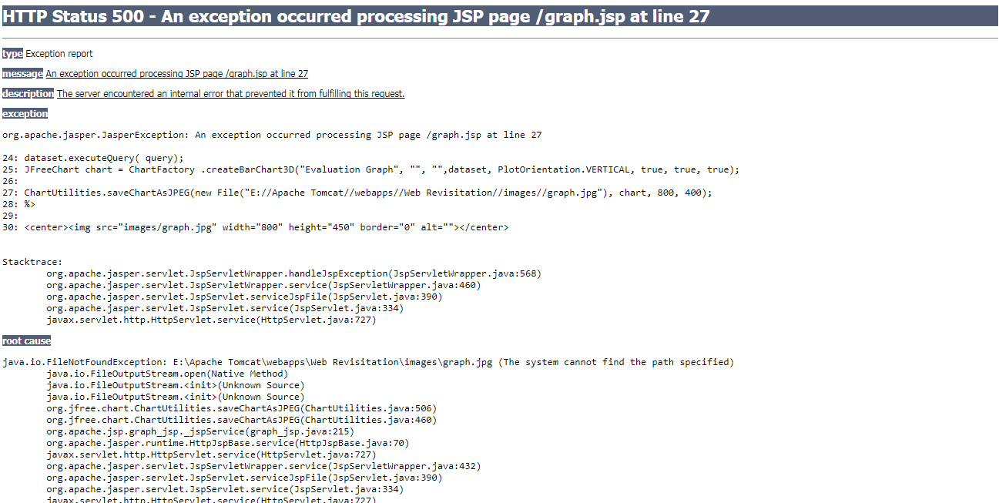 HTTP Status 500 - An exception occurred processing JSP page /graph.jsp at line 27
type Exception report
message An exception occurred processing JSP page /graph.jsp at line 27
description The server encountered an internal error that prevented it from fulfilling this request.
exception
org.apache.jasper.JasperException: An exception occurred processing JSP page /graph.jsp at line 27
24: dataset.executeQuery( query);
25: JFreeChart chart = ChartFactory .createBarChart3D("Evaluation Graph", "", "",dataset, PlotOrientation.VERTICAL, true, true, true);
26:
27: ChartUtilities.saveChartAsJPEG(new File("E://Apache Tomcat//webapps//Web Revisitation//images//graph.jpg"), chart, 800, 400);
28: %>
29:
30: <center><img src="images/graph.jpg" width="800" height="450" border="0" alt=""></center>
Stacktrace:
org.apache.jasper.servlet.JspServletWrapper.handleJspException(JspServletWrapper.java:568)
org.apache.jasper.servlet.JspServletWrapper.service(JspServletWrapper.java:460)
org.apache.jasper.servlet.JspServlet.serviceJspFile(JspServlet.java:390)
org.apache.jasper.servlet.JspServlet.service(JspServlet.java:334)
javax.servlet.http.HttpServlet.service(HttpServlet.java:727)
root cause
java.io.FileNotFoundException: E:\Apache Tomcat\webapps\Web Revisitation\images\graph.jpg (The system cannot find the path specified)
java.io.FileOutputStream.open(Native Method)
java.io.FileOutputStream.<init>(Unknown Source)
java.io.FileOutputStream.<init>(Unknown Source)
org.jfree.chart.ChartUtilities.saveChartAsJPEG(ChartUtilities.java:506)
org.jfree.chart.ChartUtilities.saveChartAsJPEG(ChartUtilities.java:460)
org.apache.jsp.graph_jsp._jspService(graph_jsp.java:215)
org.apache.jasper.runtime.HttpJspBase.service(HttpJspBase.java:70)
javax.servlet.http.HttpServlet.service(HttpServlet.java:727)
org.apache.jasper.servlet.JspServletWrapper.service(JspServletWrapper.java:432)
org.apache.jasper.servlet.JspServlet.serviceJspFile(JspServlet.java:390)
org.apache.jasper.servlet.JspServlet.service(JspServlet.java:334)
javax.servlet.http.HttpServlet.service(HttpServlet.java:727)